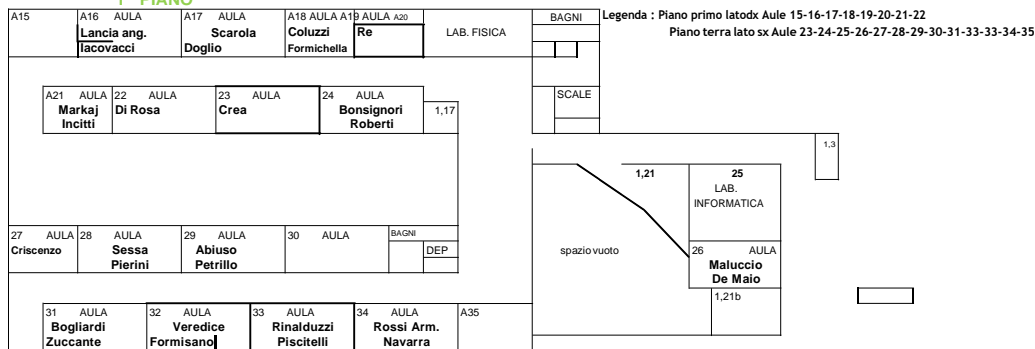 1° PIANO
A15 A16 AULA A17 AULA A18 AULA A19 AULA A20 BAGNI
Legenda : Piano primo latodx Aule 15-16-17-18-19-20-21-22
Lancia ang. Scarola Coluzzi Re LAB. FISICA
Piano terra lato sx Aule 23-24-25-26-27-28-29-30-31-33-33-34-35
Iacovacci Doglio Formichella
A21 AULA 22 AULA 23 AULA 24 AULA SCALE
Markaj Di Rosa Crea Bonsignori 1,17
Incitti Roberti
1,3
1,21 25
LAB.
INFORMATICA
27 AULA 28 AULA 29 AULA 30 AULA BAGNI
Criscenzo Sessa Abiuso DEP spazio vuoto 26 AULA
Pierini Petrillo Maluccio
De Maio
1,21b
31 AULA 32 AULA 33 AULA 34 AULA A35
Bogliardi Veredice Rinalduzzi Rossi Arm.
Zuccante Formisano Piscitelli Navarra